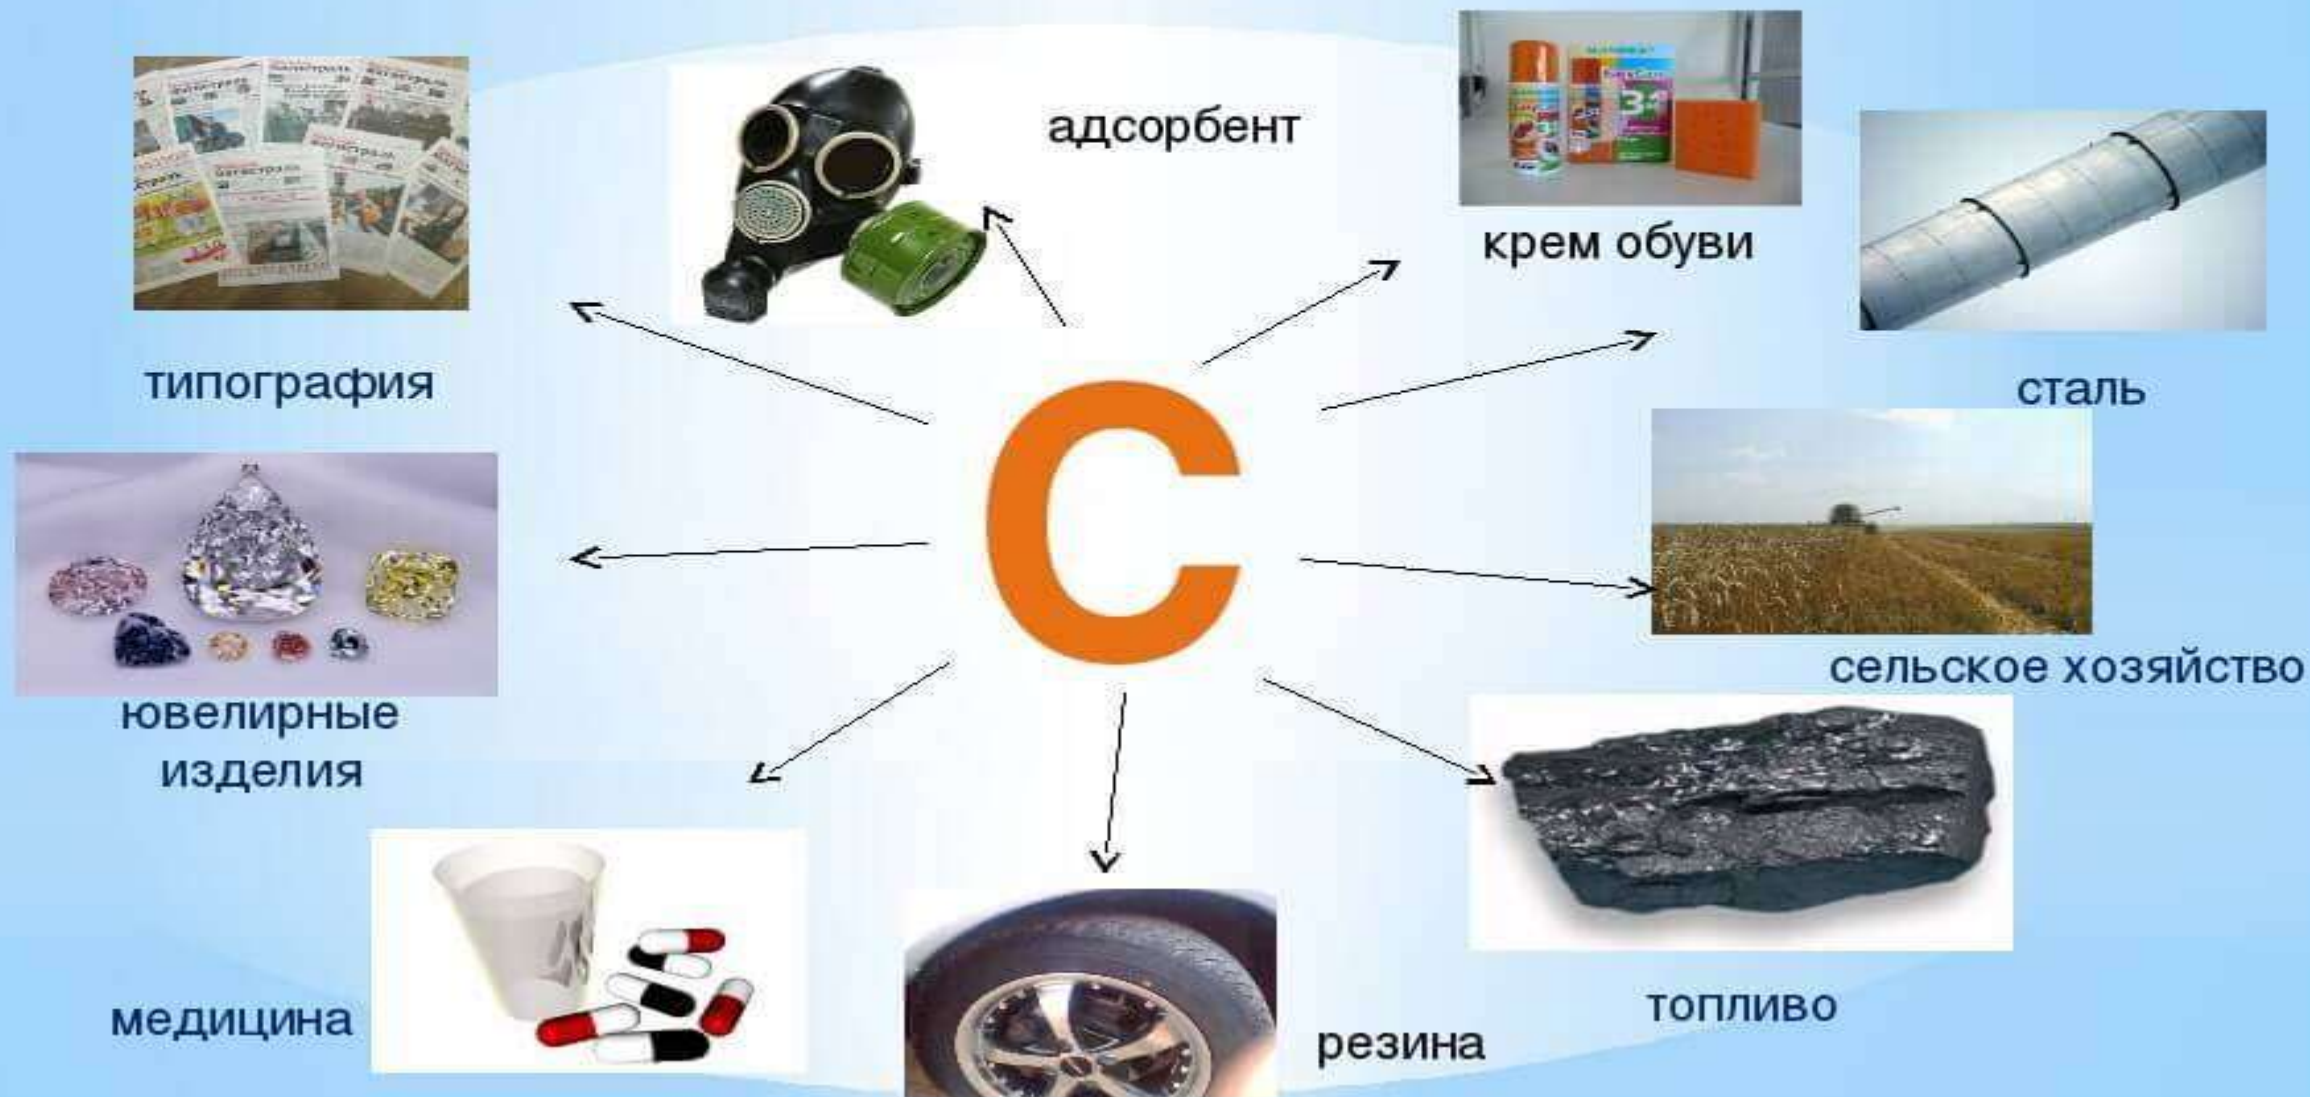 адсорбент
крем обуви
типография
сталь
C
ювелирные
изделия
сельское хозяйство
медицина
резина
топливо